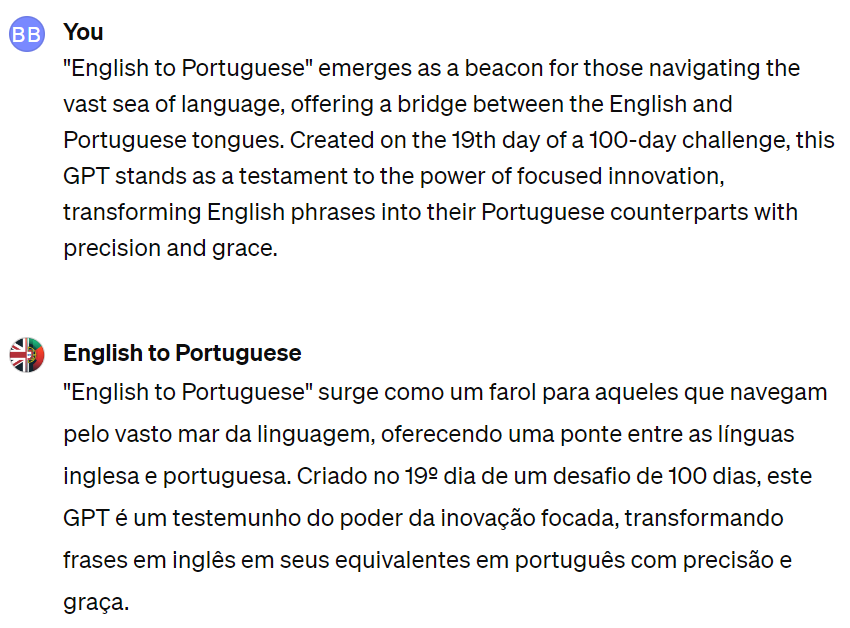 BB You
"English to Portuguese" emerges as a beacon for those navigating the
vast sea of language, offering a bridge between the English and
Portuguese tongues. Created on the 19th day of a 100-day challenge, this
GPT stands as a testament to the power of focused innovation,
transforming English phrases into their Portuguese counterparts with
precision and grace.
English to Portuguese
"English to Portuguese" surge como um farol para aqueles que navegam
pelo vasto mar da linguagem, oferecendo uma ponte entre as línguas
inglesa e portuguesa. Criado no 19º dia de um desafio de 100 dias, este
GPT é um testemunho do poder da inovação focada, transformando
frases em inglês em seus equivalentes em português com precisão e
graça.